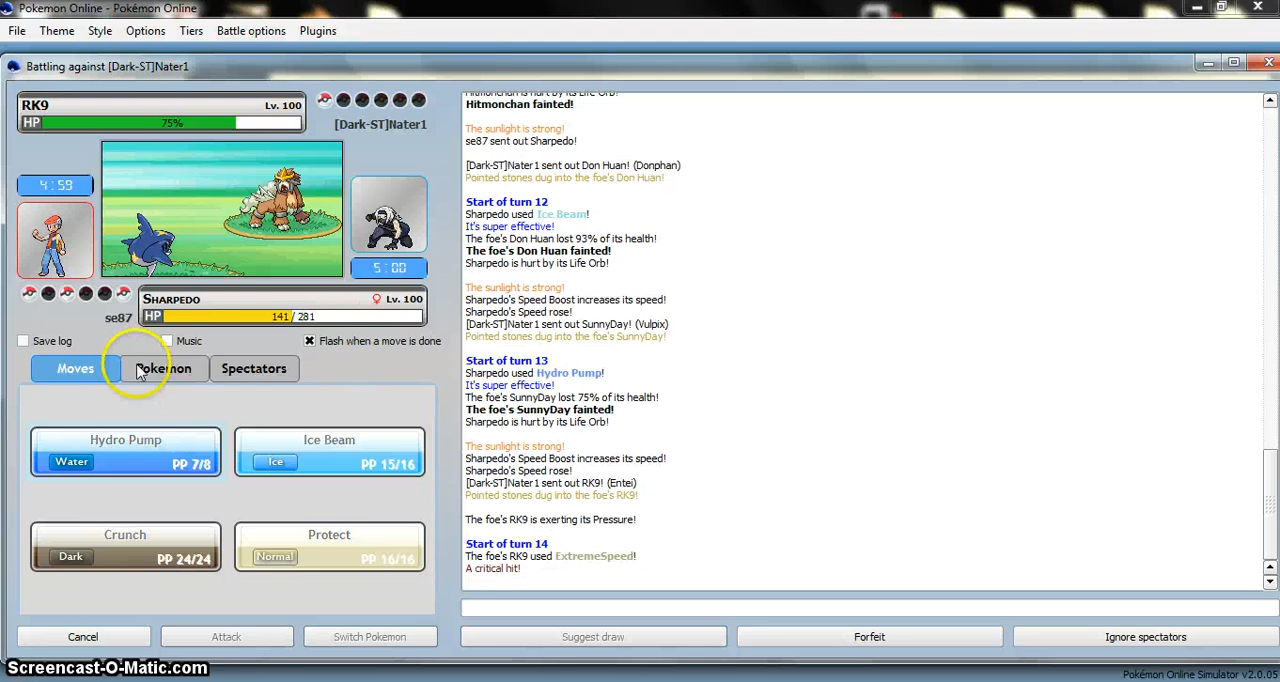 Pokemon Online - Pokémon Online
File Theme Style Options Tiers Battle options Plugins
Battling against [Dark-ST]Nater1
RK9 Lv. 100
HP 75%
[Dark-ST]Nater1
4:59
5:00
SHARPEDO ♀ Lv. 100
HP 141 / 281
se87
Save log Music Flash when a move is done
Moves Pokemon Spectators
Hydro Pump
Water PP 7/8
Ice Beam
Ice PP 15/16
Crunch
Dark PP 24/24
Protect
Normal PP 16/16
Cancel Attack Switch Pokemon
Hitmonchan is hurt by its Life Orb!
Hitmonchan fainted!
The sunlight is strong!
se87 sent out Sharpedo!
[Dark-ST]Nater1 sent out Don Huan! (Donphan)
Pointed stones dug into the foe's Don Huan!
Start of turn 12
Sharpedo used Ice Beam!
It's super effective!
The foe's Don Huan lost 93% of its health!
The foe's Don Huan fainted!
Sharpedo is hurt by its Life Orb!
The sunlight is strong!
Sharpedo's Speed Boost increases its speed!
Sharpedo's Speed rose!
[Dark-ST]Nater1 sent out SunnyDay! (Vulpix)
Pointed stones dug into the foe's SunnyDay!
Start of turn 13
Sharpedo used Hydro Pump!
It's super effective!
The foe's SunnyDay lost 75% of its health!
The foe's SunnyDay fainted!
Sharpedo is hurt by its Life Orb!
The sunlight is strong!
Sharpedo's Speed Boost increases its speed!
Sharpedo's Speed rose!
[Dark-ST]Nater1 sent out RK9! (Entei)
Pointed stones dug into the foe's RK9!
The foe's RK9 is exerting its Pressure!
Start of turn 14
The foe's RK9 used ExtremeSpeed!
A critical hit!
Suggest draw Forfeit Ignore spectators
Screencast-O-Matic.com
Pokémon Online Simulator v2.0.05